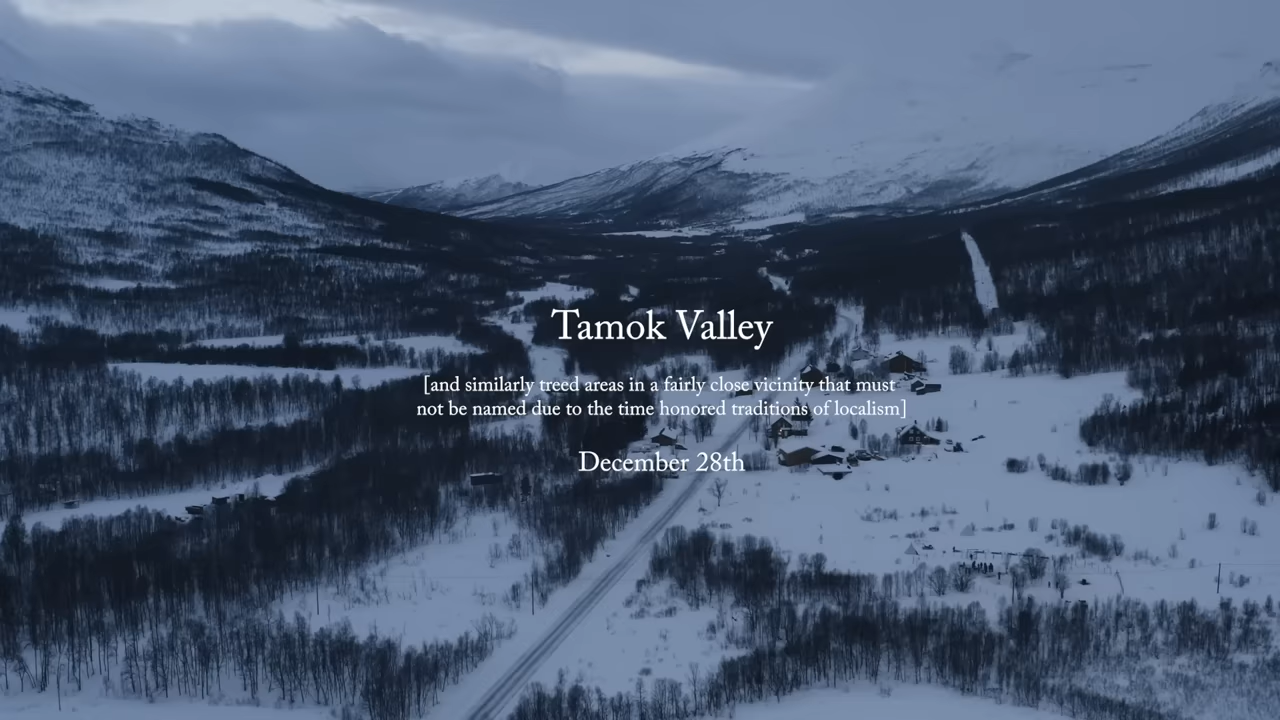 Tamok Valley
[and similarly treed areas in a fairly close vicinity that must
not be named due to the time honored traditions of localism]
December 28th